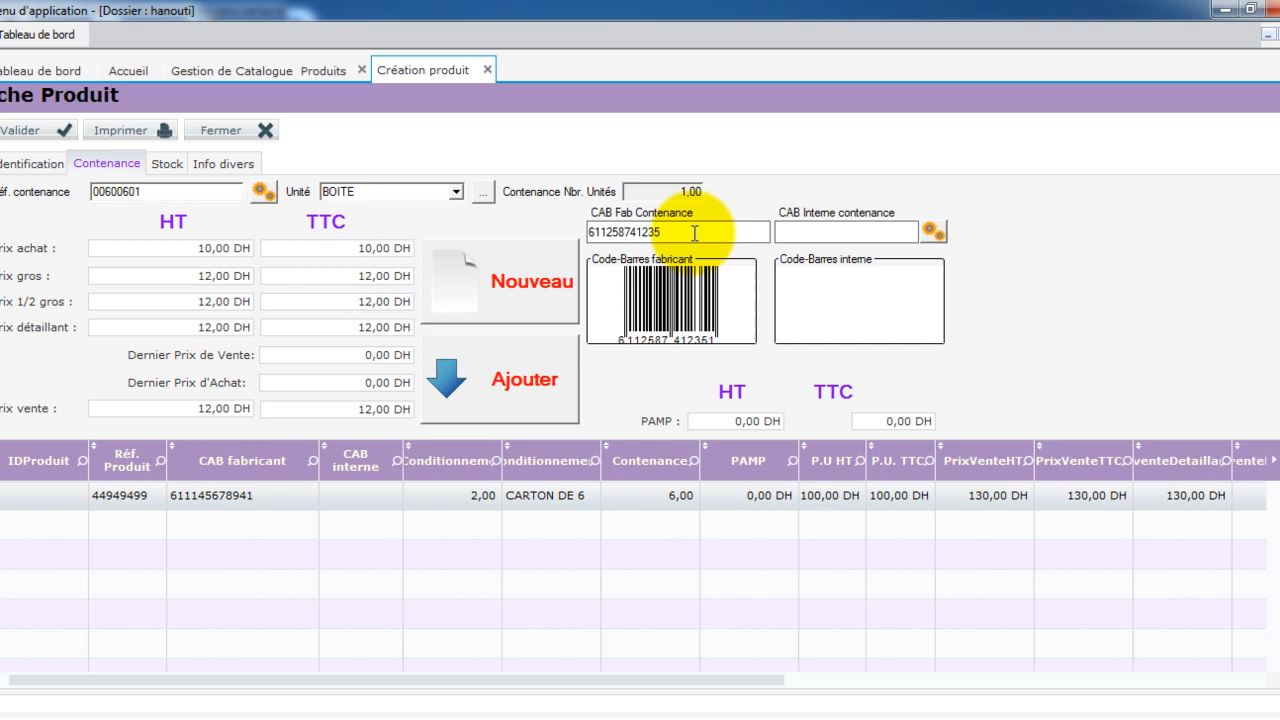 enu d'application - [Dossier : hanouti]
Tableau de bord
ableau de bord Accueil Gestion de Catalogue Produits Création produit
che Produit
Valider Imprimer Fermer
dentification Contenance Stock Info divers
éf. contenance 00600601 Unité BOITE ... Contenance Nbr. Unités 1,00
HT TTC CAB Fab Contenance CAB Interne contenance
611258741235
rix achat : 10,00 DH 10,00 DH Code-Barres fabricant Code-Barres interne
rix gros : 12,00 DH 12,00 DH Nouveau
rix 1/2 gros : 12,00 DH 12,00 DH
rix détaillant : 12,00 DH 12,00 DH 6 112587 412351
Dernier Prix de Vente: 0,00 DH
Dernier Prix d'Achat: 0,00 DH Ajouter HT TTC
rix vente : 12,00 DH 12,00 DH PAMP : 0,00 DH 0,00 DH
IDProduit Réf. Produit CAB fabricant CAB interne Conditionneme onditionneme Contenance PAMP P.U HT P.U. TTC PrixVenteHT PrixVenteTTC venteDetailla
44949499 611145678941 2,00 CARTON DE 6 6,00 0,00 DH 100,00 DH 100,00 DH 130,00 DH 130,00 DH 130,00 DH